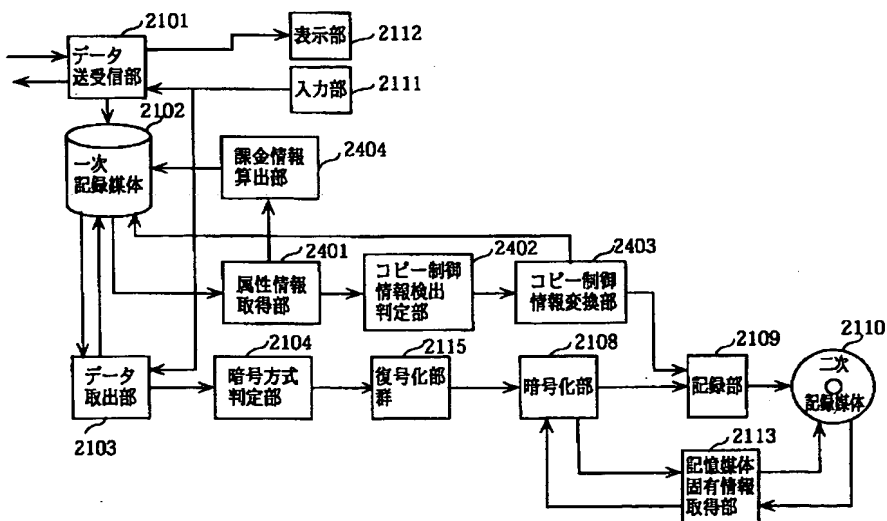 2101
データ
送受信部
表示部
2112
入力部
2111
2102
一次
記録媒体
課金情報
算出部
2404
2401
属性情報
取得部
2402
コピー制御
情報検出
判定部
2403
コピー制御
情報変換部
データ
取出部
2103
2104
暗号方式
判定部
2115
復号化部
群
2108
暗号化部
2109
記録部
2110
二次
記録媒体
2113
記憶媒体
固有情報
取得部